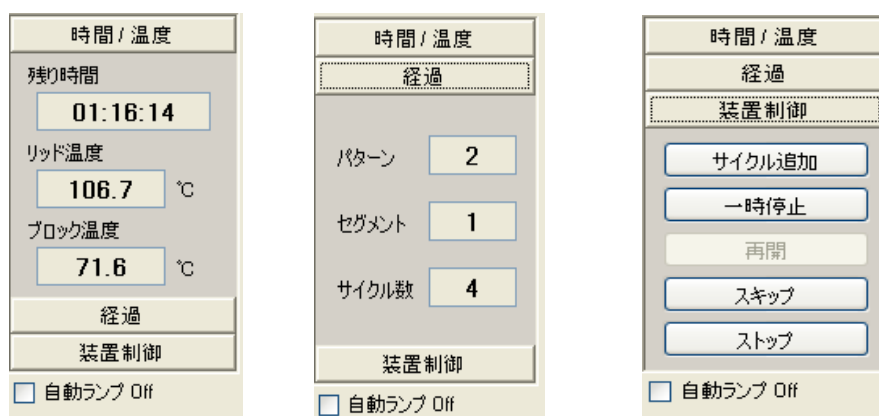 時間 / 温度
残り時間
01:16:14
リッド温度
106.7 ℃
ブロック温度
71.6 ℃
経過
装置制御
自動ランプ Off
時間 / 温度
経過
パターン 2
セグメント 1
サイクル数 4
装置制御
自動ランプ Off
時間 / 温度
経過
装置制御
サイクル追加
一時停止
再開
スキップ
ストップ
自動ランプ Off